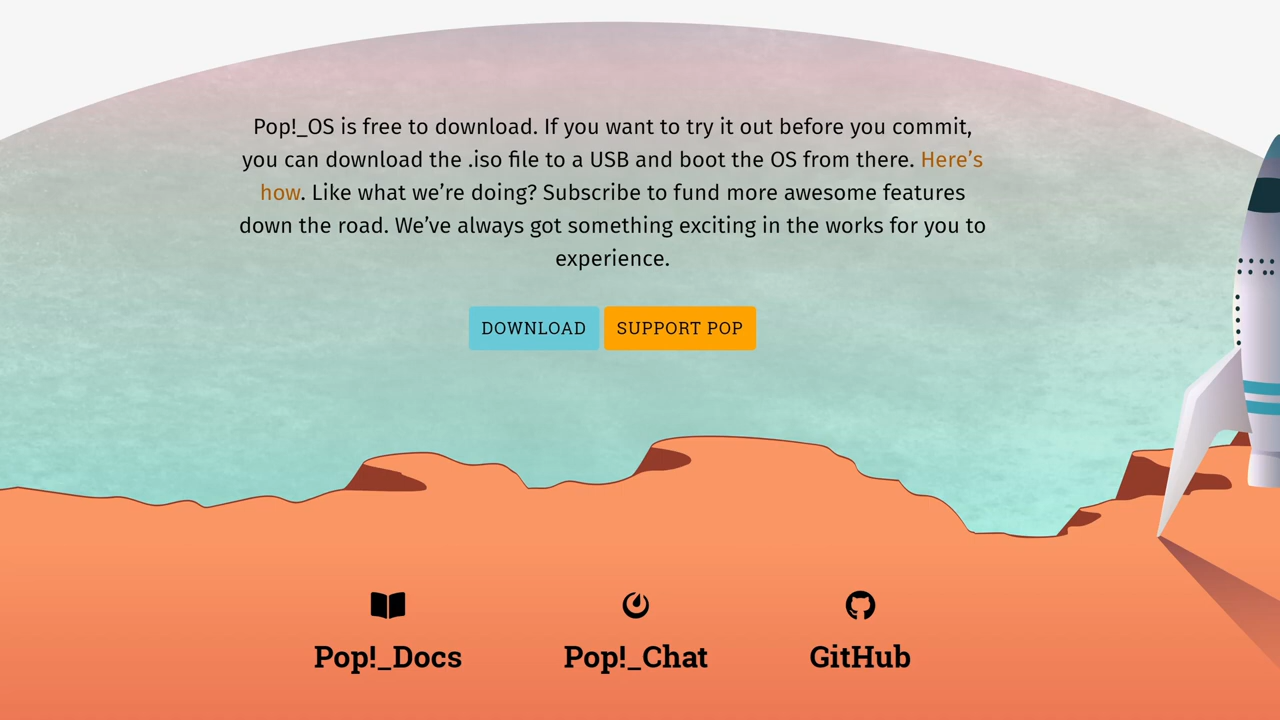 Pop!_OS is free to download. If you want to try it out before you commit,
you can download the .iso file to a USB and boot the OS from there. Here’s
how. Like what we’re doing? Subscribe to fund more awesome features
down the road. We’ve always got something exciting in the works for you to
experience.
DOWNLOAD SUPPORT POP
Pop!_Docs Pop!_Chat GitHub